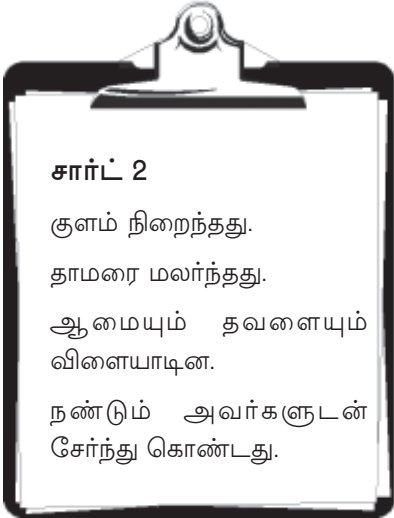 சார்ட் 2
குளம் நிறைந்தது.
தாமரை மலர்ந்தது.
ஆமையும் தவளையும்
விளையாடின.
நண்டும் அவர்களுடன்
சேர்ந்து கொண்டது.